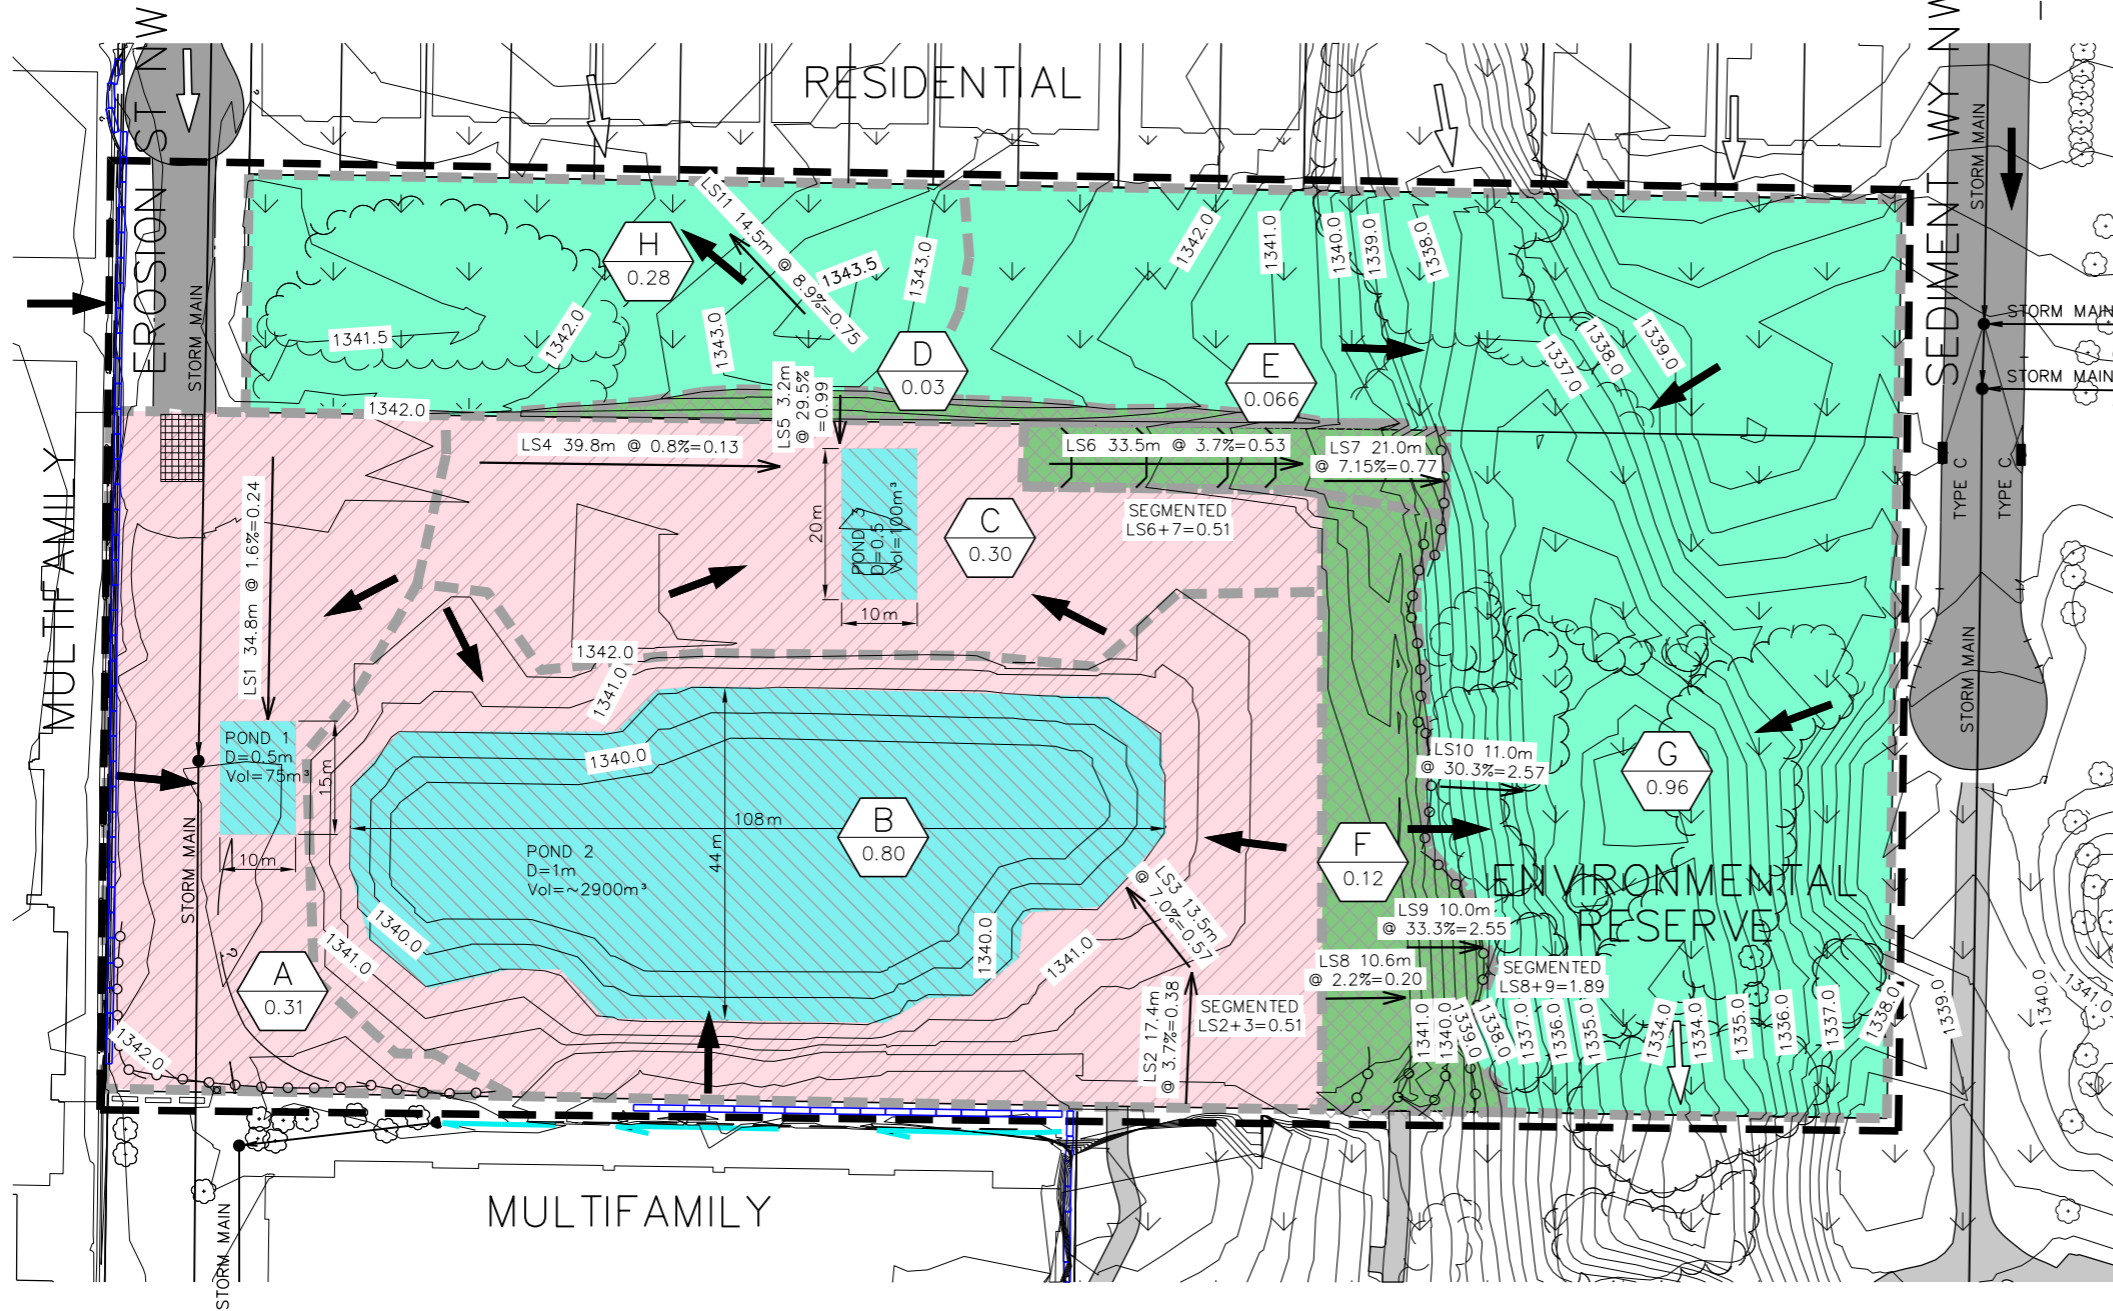 EROSION ST NW
RESIDENTIAL
SEDIMENT WY NW
STORM MAIN
STORM MAIN
STORM MAIN
STORM MAIN
TYPE C
TYPE C
STORM MAIN
STORM MAIN
STORM MAIN
STORM MAIN
MULTIFAMILY
MULTIFAMILY
ENVIRONMENTAL
RESERVE
H
0.28
D
0.03
E
0.066
C
0.30
B
0.80
A
0.31
F
0.12
G
0.96
LS11 14.5m @ 8.9%=0.75
LS5 3.2m
@ 29.5%
=0.99
LS4 39.8m @ 0.8%=0.13
LS6 33.5m @ 3.7%=0.53
LS7 21.0m
@ 7.15%=0.77
SEGMENTED
LS6+7=0.51
LS1 34.8m @ 1.6%=0.24
POND 3
D=0.5
Vol=100m³
20m
10m
POND 1
D=0.5m
Vol=75m³
15m
10m
POND 2
D=1m
Vol=~2900m³
108m
44m
LS3 13.5m
@ 7.0%=0.57
LS2 17.4m
@ 3.7%=0.38
SEGMENTED
LS2+3=0.51
LS10 11.0m
@ 30.3%=2.57
LS9 10.0m
@ 33.3%=2.55
LS8 10.6m
@ 2.2%=0.20
SEGMENTED
LS8+9=1.89
1341.5
1342.0
1343.0
1343.5
1343.0
1342.0
1341.0
1340.0
1339.0
1338.0
1337.0
1338.0
1339.0
1342.0
1342.0
1341.0
1340.0
1340.0
1341.0
1340.0
1341.0
1342.0
1341.0
1340.0
1339.0
1338.0
1337.0
1336.0
1335.0
1334.0
1334.0
1335.0
1336.0
1337.0
1338.0
1339.0
1340.0
1341.0